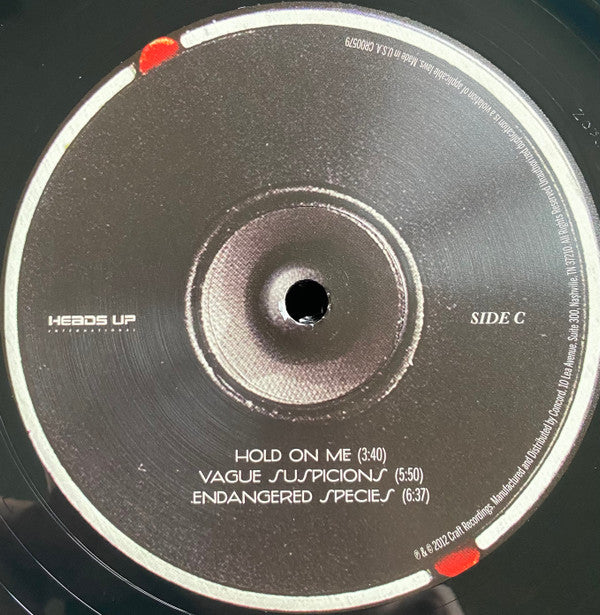 HEADS UP
INTERNATIONAL
SIDE C
HOLD ON ME (3:40)
VAGUE SUSPICIONS (5:50)
ENDANGERED SPECIES (6:37)
℗ & © 2012 Craft Recordings. Manufactured and Distributed by Concord, 10 Lea Avenue, Suite 300, Nashville, TN 37210. All Rights Reserved. Unauthorized duplication is a violation of applicable laws. Made in U.S.A. CR00579